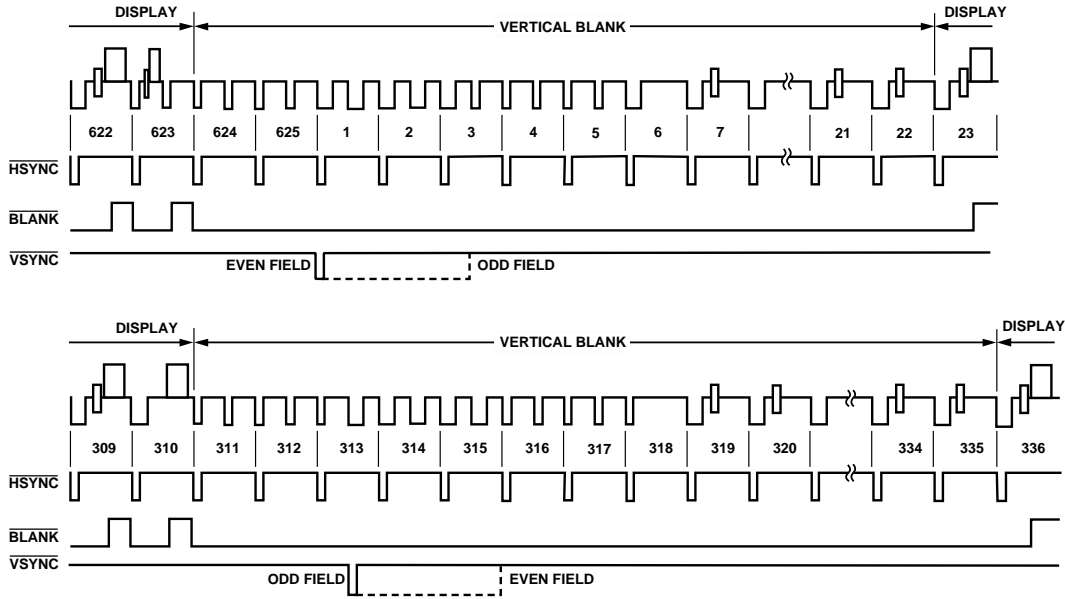 DISPLAY VERTICAL BLANK DISPLAY
622 623 624 625 1 2 3 4 5 6 7 21 22 23
HSYNC
BLANK
VSYNC
EVEN FIELD ODD FIELD
DISPLAY VERTICAL BLANK DISPLAY
309 310 311 312 313 314 315 316 317 318 319 320 334 335 336
HSYNC
BLANK
VSYNC
ODD FIELD EVEN FIELD